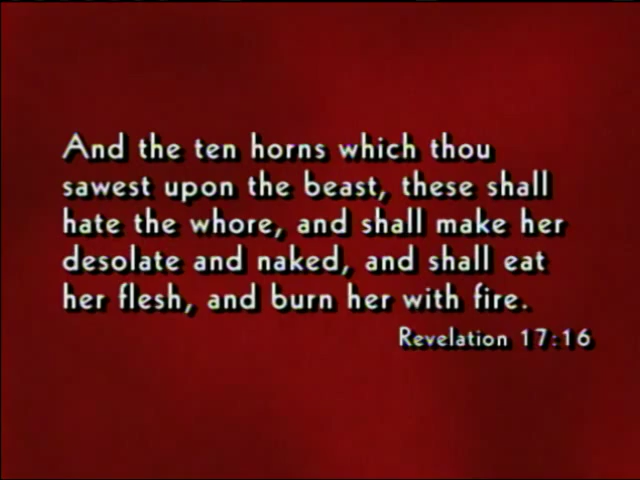 And the ten horns which thou
sawest upon the beast, these shall
hate the whore, and shall make her
desolate and naked, and shall eat
her flesh, and burn her with fire.
Revelation 17:16